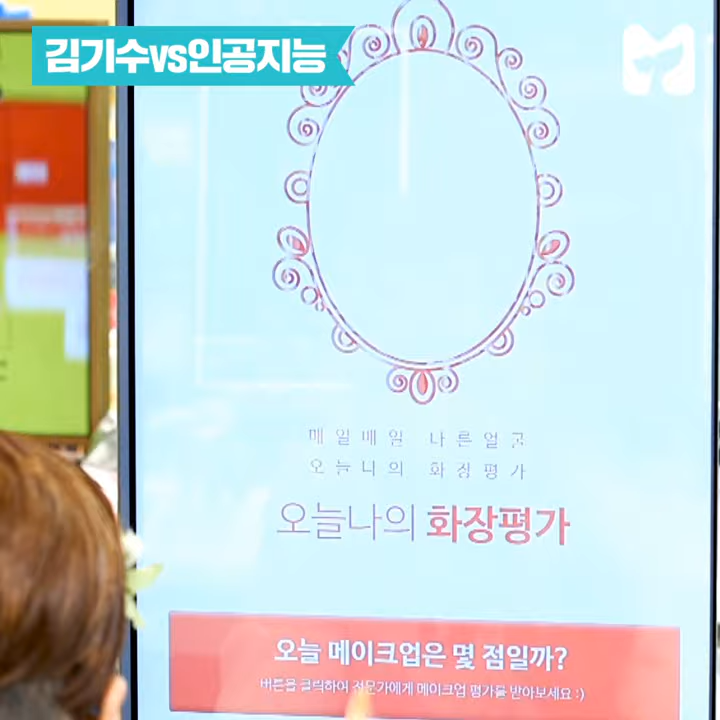 김기수vs인공지능
매일매일 다른얼굴
오늘나의 화장평가
오늘나의 화장평가
오늘 메이크업은 몇 점일까?
버튼을 클릭하여 전문가에게 메이크업 평가를 받아보세요 :)